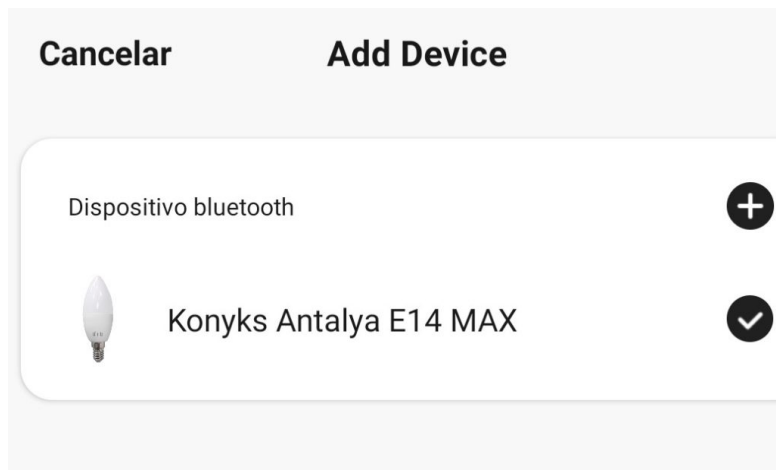 Cancelar Add Device
Dispositivo bluetooth
Konyks Antalya E14 MAX